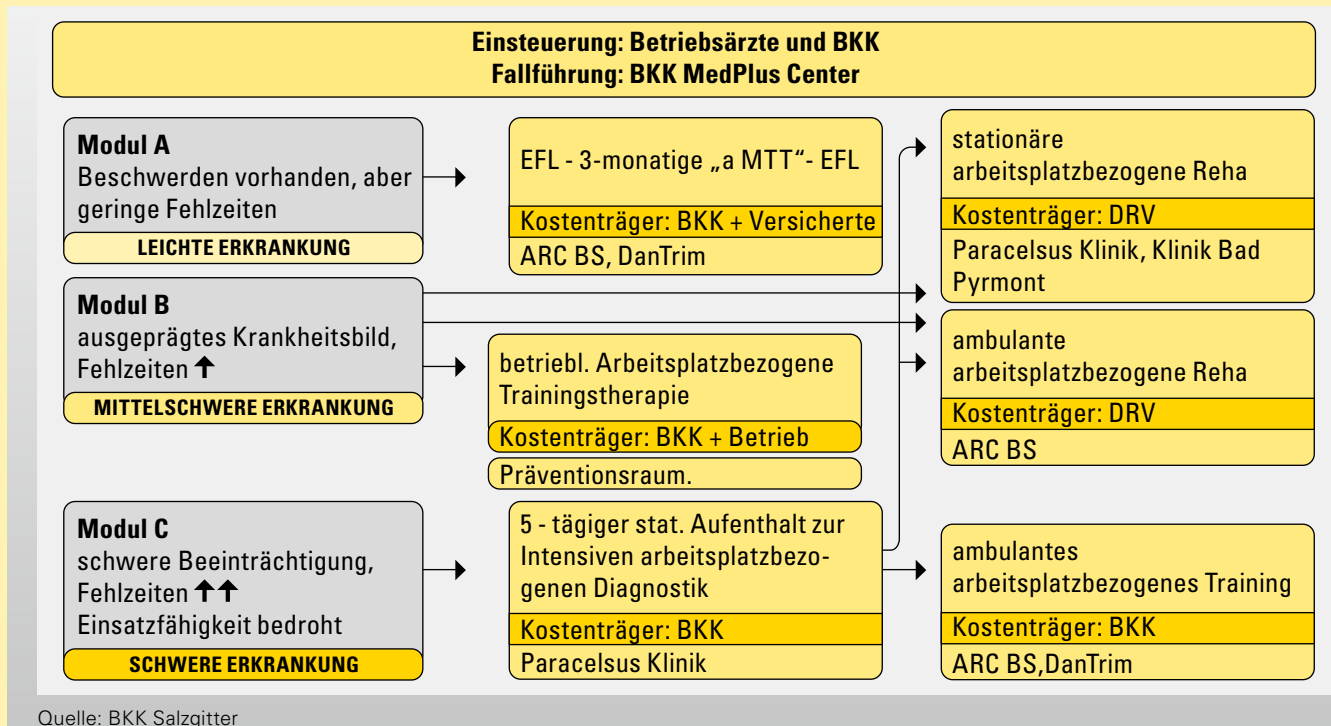 Einsteuerung: Betriebsärzte und BKK
Fallführung: BKK MedPlus Center
Modul A
Beschwerden vorhanden, aber
geringe Fehlzeiten
LEICHTE ERKRANKUNG
EFL - 3-monatige „a MTT“- EFL
Kostenträger: BKK + Versicherte
ARC BS, DanTrim
stationäre
arbeitsplatzbezogene Reha
Kostenträger: DRV
Paracelsus Klinik, Klinik Bad
Pyrmont
Modul B
ausgeprägtes Krankheitsbild,
Fehlzeiten ↑
MITTELSCHWERE ERKRANKUNG
betriebl. Arbeitsplatzbezogene
Trainingstherapie
Kostenträger: BKK + Betrieb
Präventionsraum.
ambulante
arbeitsplatzbezogene Reha
Kostenträger: DRV
ARC BS
Modul C
schwere Beeinträchtigung,
Fehlzeiten ↑↑
Einsatzfähigkeit bedroht
SCHWERE ERKRANKUNG
5 - tägiger stat. Aufenthalt zur
Intensiven arbeitsplatzbezo-
genen Diagnostik
Kostenträger: BKK
Paracelsus Klinik
ambulantes
arbeitsplatzbezogenes Training
Kostenträger: BKK
ARC BS,DanTrim
Quelle: BKK Salzgitter